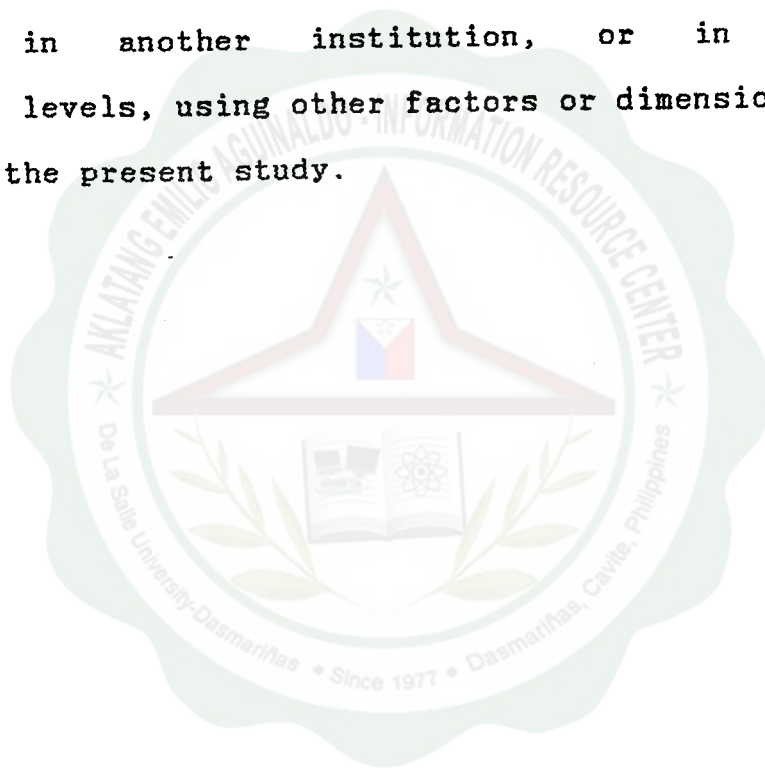 in another institution, or in
levels, using other factors or
the present study.
AKLATANG EMILIO AGUINALDO - INFORMATION RESOURCE CENTER
De La Salle University-Dasmariñas • Since 1977 • Dasmariñas, Cavite, Philippines